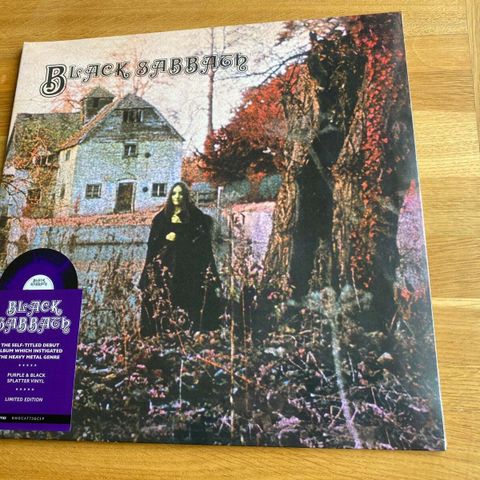 BLACK SABBATH
BLACK
SABBATH
THE SELF-TITLED DEBUT
ALBUM WHICH INSTIGATED
THE HEAVY METAL GENRE
PURPLE & BLACK
SPLATTER VINYL
LIMITED EDITION